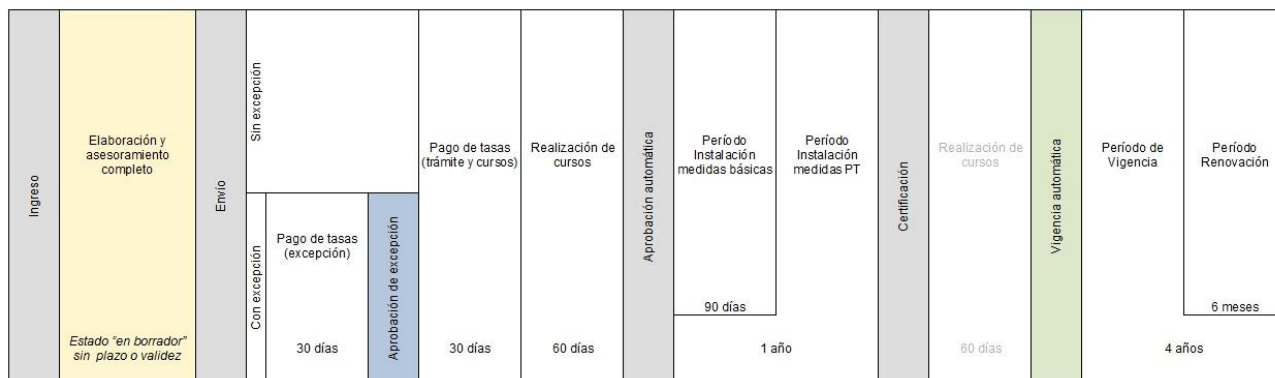 Ingreso
Elaboración y
asesoramiento
completo
Estado "en borrador"
sin plazo o validez
Envío
Sin excepción
Con excepción
Pago de tasas
(excepción)
30 días
Aprobación de excepción
Pago de tasas
(trámite y cursos)
30 días
Realización de
cursos
60 días
Aprobación automática
Período
Instalación
medidas básicas
90 días
Período
Instalación
medidas PT
1 año
Certificación
Realización de
cursos
60 días
Vigencia automática
Período de
Vigencia
Período
Renovación
6 meses
4 años